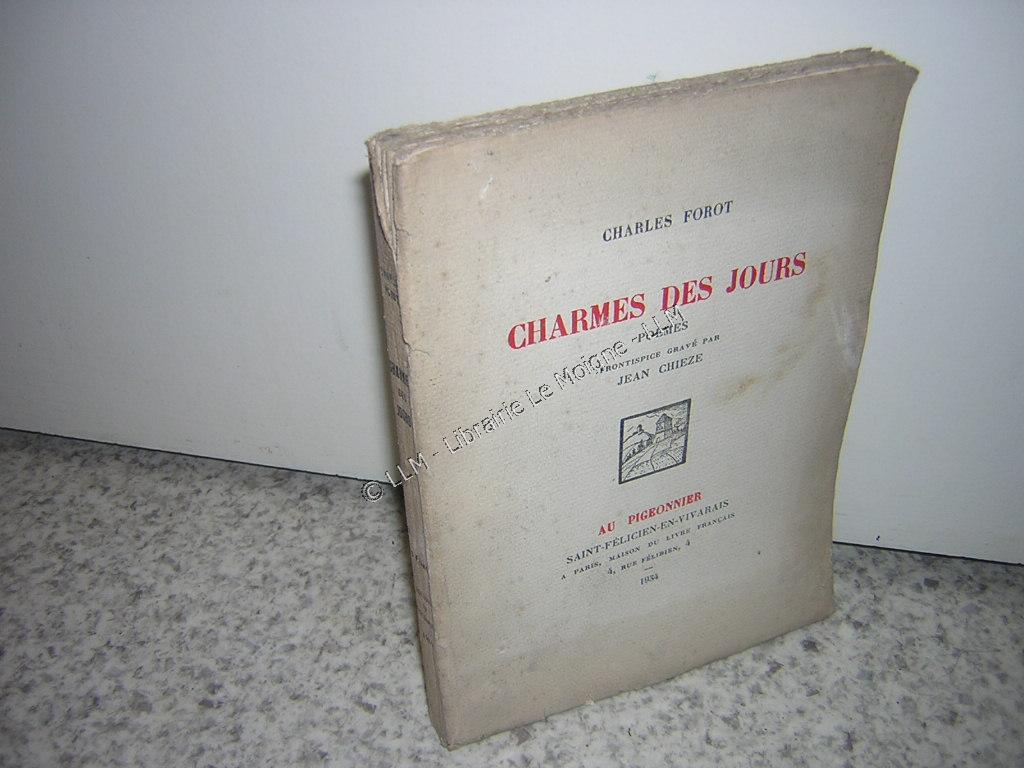 CHARLES FOROT
CHARMES DES JOURS
POÈMES
FRONTISPICE GRAVÉ PAR
JEAN CHIEZE
AU PIGEONNIER
SAINT-FÉLICIEN-EN-VIVARAIS
A PARIS, MAISON DU LIVRE FRANÇAIS
4, RUE FÉLIBIEN, 4
1934
© LLM - Librairie Le Moigne - LLM